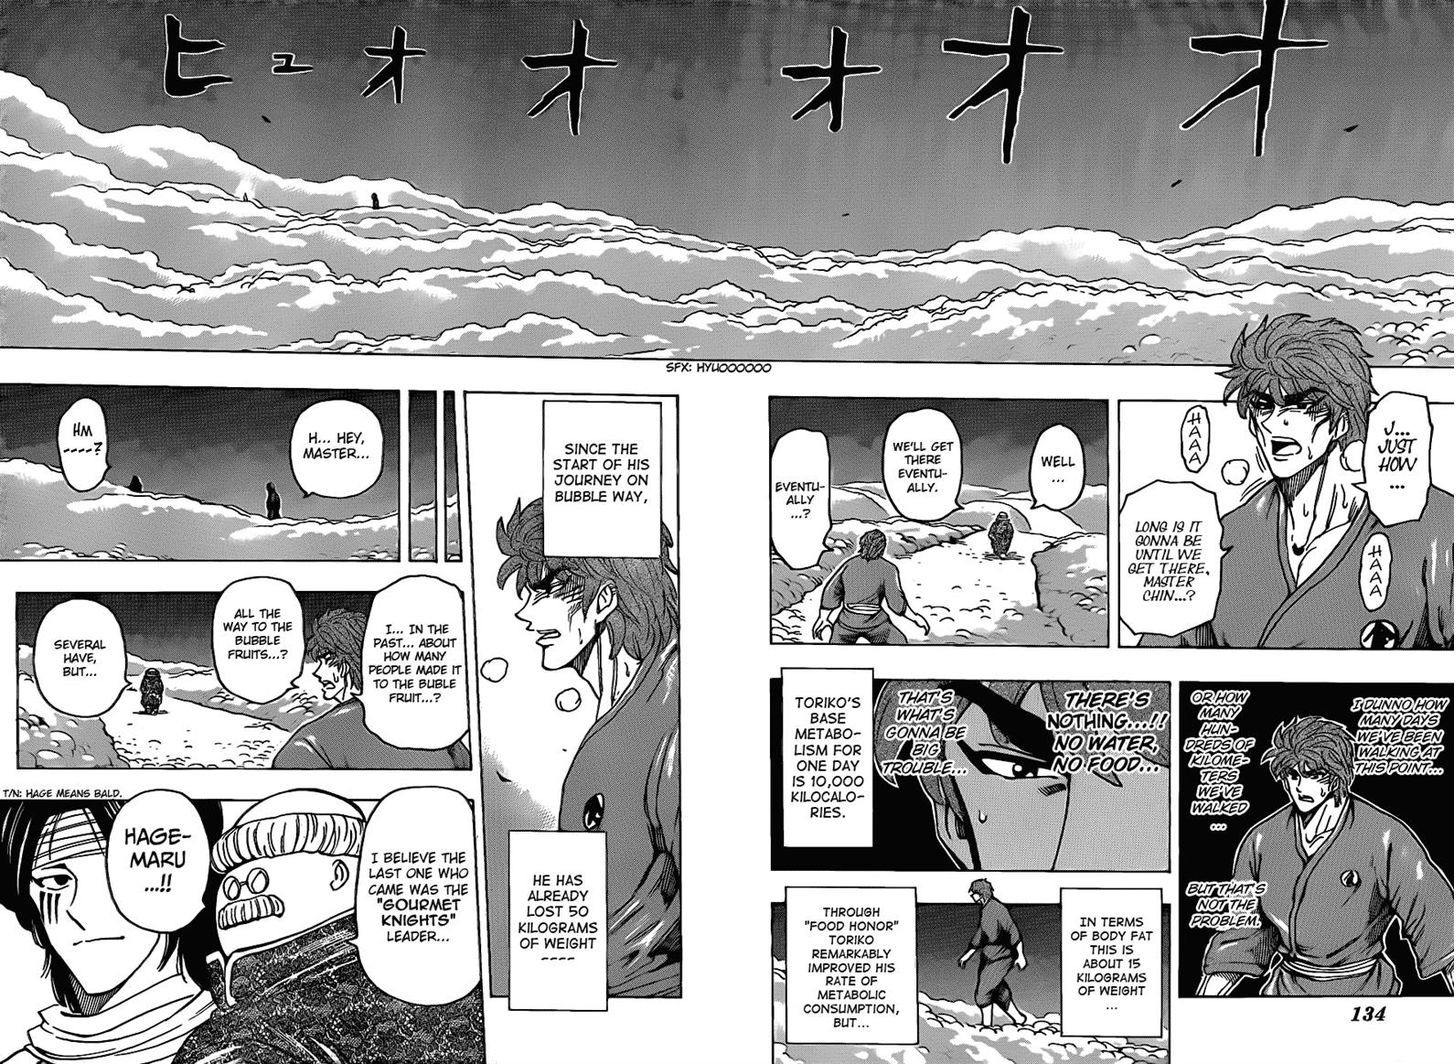 ヒュオオオオオ
SFX: HYUOOOOOO
J...
JUST
HOW
...
HAAA
HAAA
LONG IS IT
GONNA BE
UNTIL WE
GET THERE,
MASTER
CHIN...?
WELL
...
WE'LL GET
THERE
EVENTU-
ALLY.
EVENTU-
ALLY
...?
I DUNNO HOW
MANY DAYS
WE'VE BEEN
WALKING AT
THIS POINT...
OR HOW
MANY
HUN-
DREDS OF
KILOME-
TERS
WE'VE
WALKED
...
BUT THAT'S
NOT THE
PROBLEM.
THERE'S
NOTHING...!!
NO WATER,
NO FOOD...
THAT'S
WHAT'S
GONNA BE
BIG
TROUBLE...
TORIKO'S
BASE
METABO-
LISM FOR
ONE DAY
IS 10,000
KILOCALO-
RIES.
IN TERMS
OF BODY FAT
THIS IS
ABOUT 15
KILOGRAMS
OF WEIGHT
...
THROUGH
"FOOD HONOR"
TORIKO
REMARKABLY
IMPROVED HIS
RATE OF
METABOLIC
CONSUMPTION,
BUT...
134
SINCE THE
START OF HIS
JOURNEY ON
BUBBLE WAY,
HE HAS
ALREADY
LOST 50
KILOGRAMS
OF WEIGHT
----
H... HEY,
MASTER...
HM
----?
I... IN THE
PAST... ABOUT
HOW MANY
PEOPLE MADE IT
TO THE BUBLE
FRUIT...?
ALL THE
WAY TO THE
BUBBLE
FRUITS...?
SEVERAL
HAVE,
BUT...
T/N: HAGE MEANS BALD.
I BELIEVE THE
LAST ONE WHO
CAME WAS THE
"GOURMET
KNIGHTS"
LEADER...
HAGE-
MARU
...!!